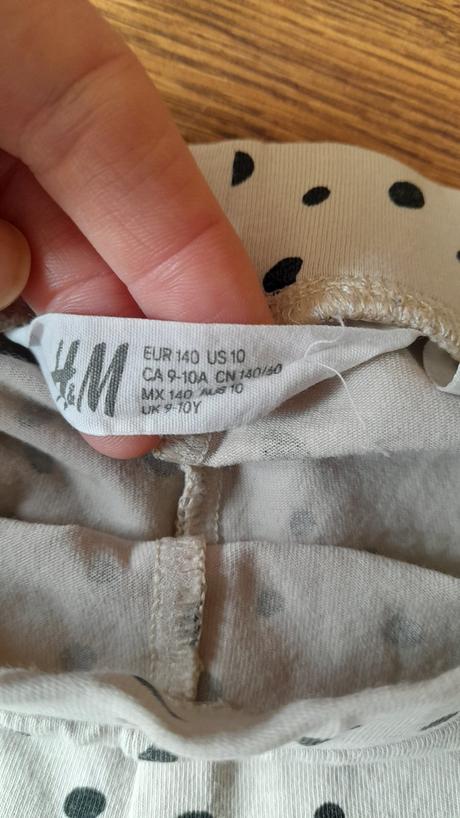 H&M
EUR 140 US 10
CA 9-10A CN 140/60
MX 140 AUS 10
UK 9-10Y